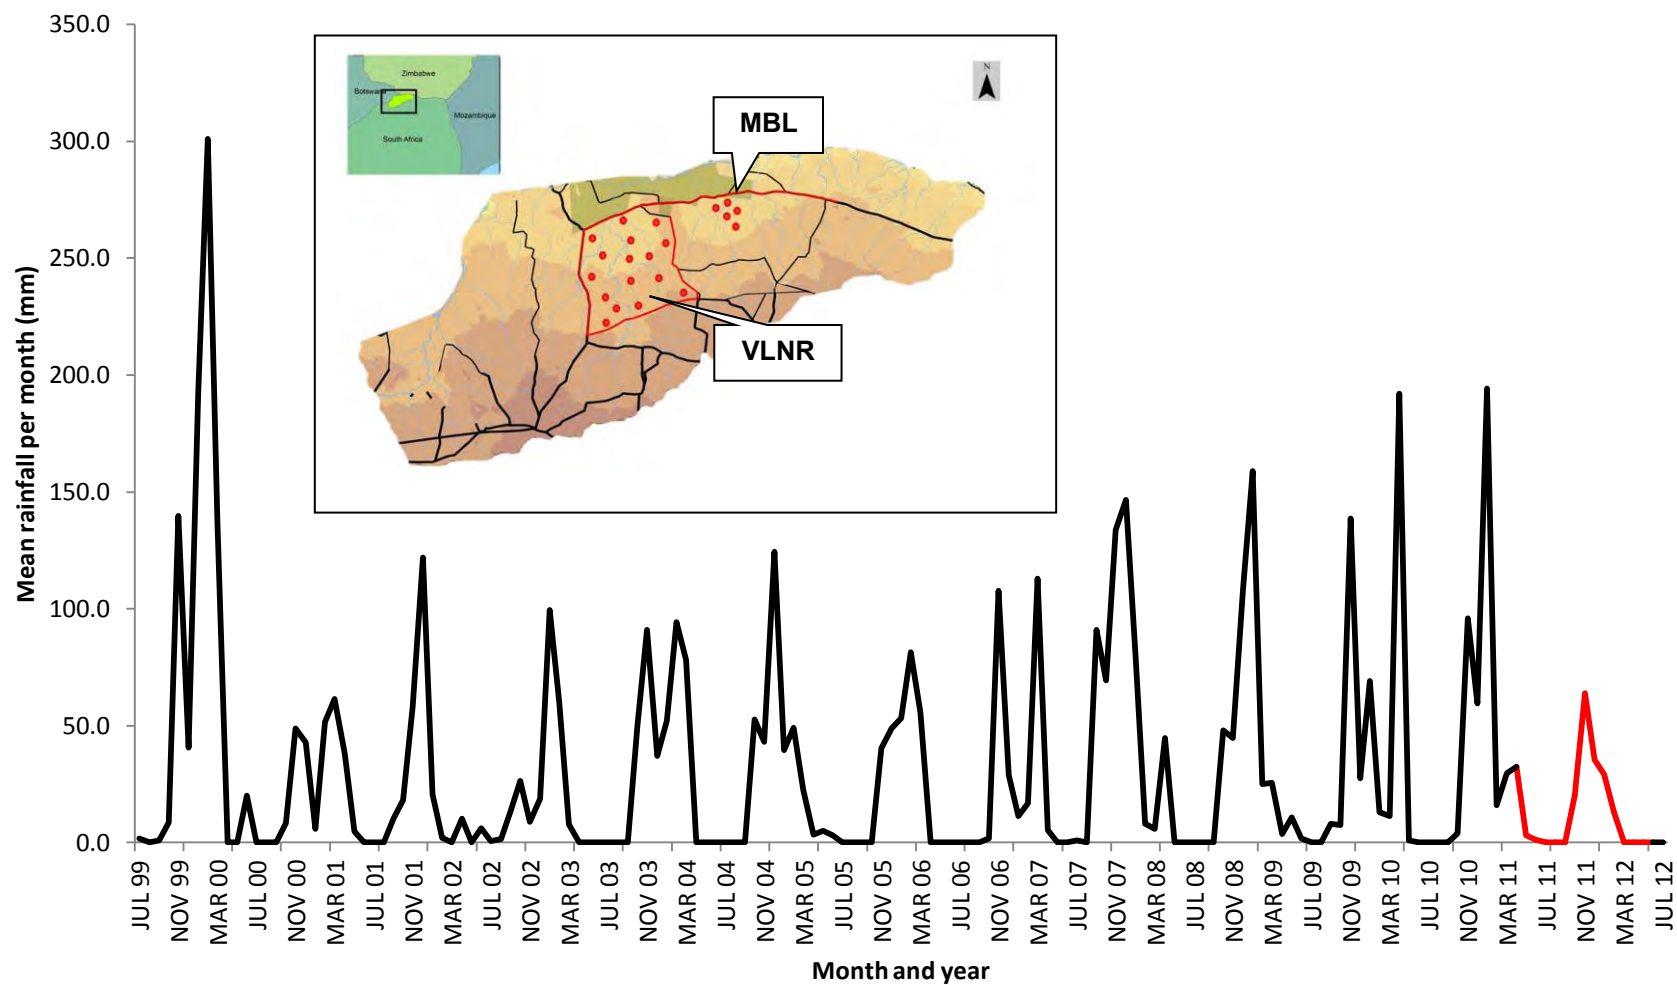 350.0
300.0
250.0
200.0
150.0
100.0
50.0
0.0
Mean rainfall per month (mm)
Zimbabwe
Botswana
Mozambique
South Africa
N
MBL
VLNR
JUL 99
NOV 99
MAR 00
JUL 00
NOV 00
MAR 01
JUL 01
NOV 01
MAR 02
JUL 02
NOV 02
MAR 03
JUL 03
NOV 03
MAR 04
JUL 04
NOV 04
MAR 05
JUL 05
NOV 05
MAR 06
JUL 06
NOV 06
MAR 07
JUL 07
NOV 07
MAR 08
JUL 08
NOV 08
MAR 09
JUL 09
NOV 09
MAR 10
JUL 10
NOV 10
MAR 11
JUL 11
NOV 11
MAR 12
JUL 12
Month and year